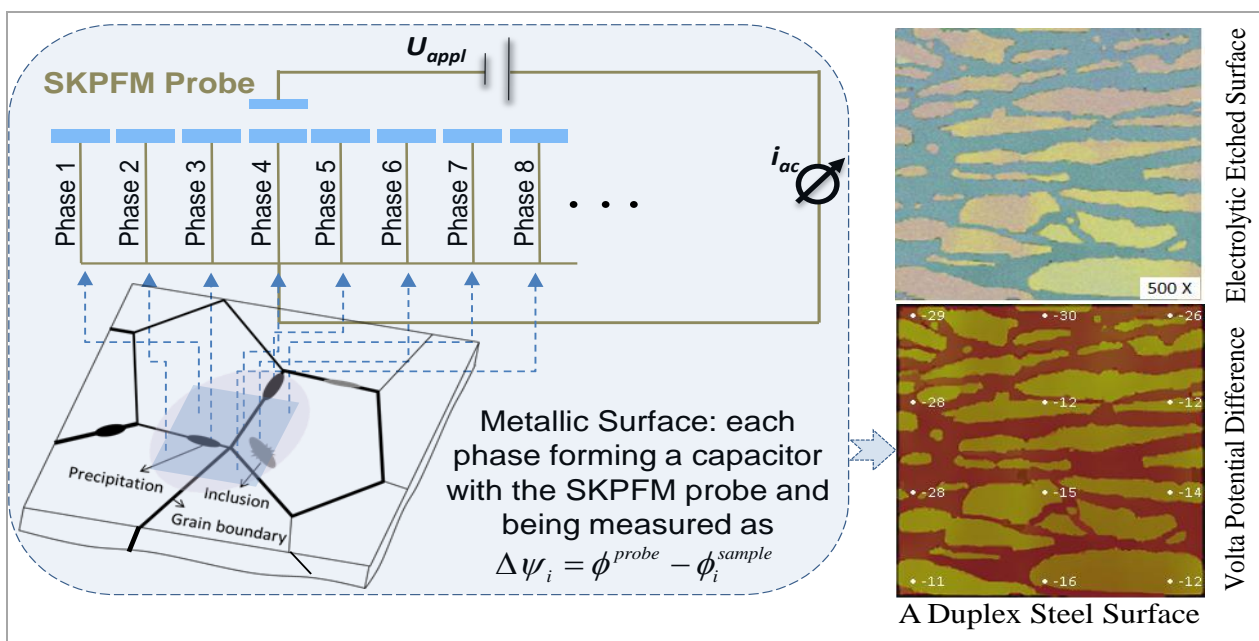 U_appl
SKPFM Probe
i_ac
Phase 1
Phase 2
Phase 3
Phase 4
Phase 5
Phase 6
Phase 7
Phase 8
• • •
Precipitation
Inclusion
Grain boundary
Metallic Surface: each
phase forming a capacitor
with the SKPFM probe and
being measured as
Δψ_i = ϕ^probe − ϕ_i^sample
500 X
Electrolytic Etched Surface
-29 -30 -26
-28 -12 -12
-28 -15 -14
-11 -16 -12
Volta Potential Difference
A Duplex Steel Surface